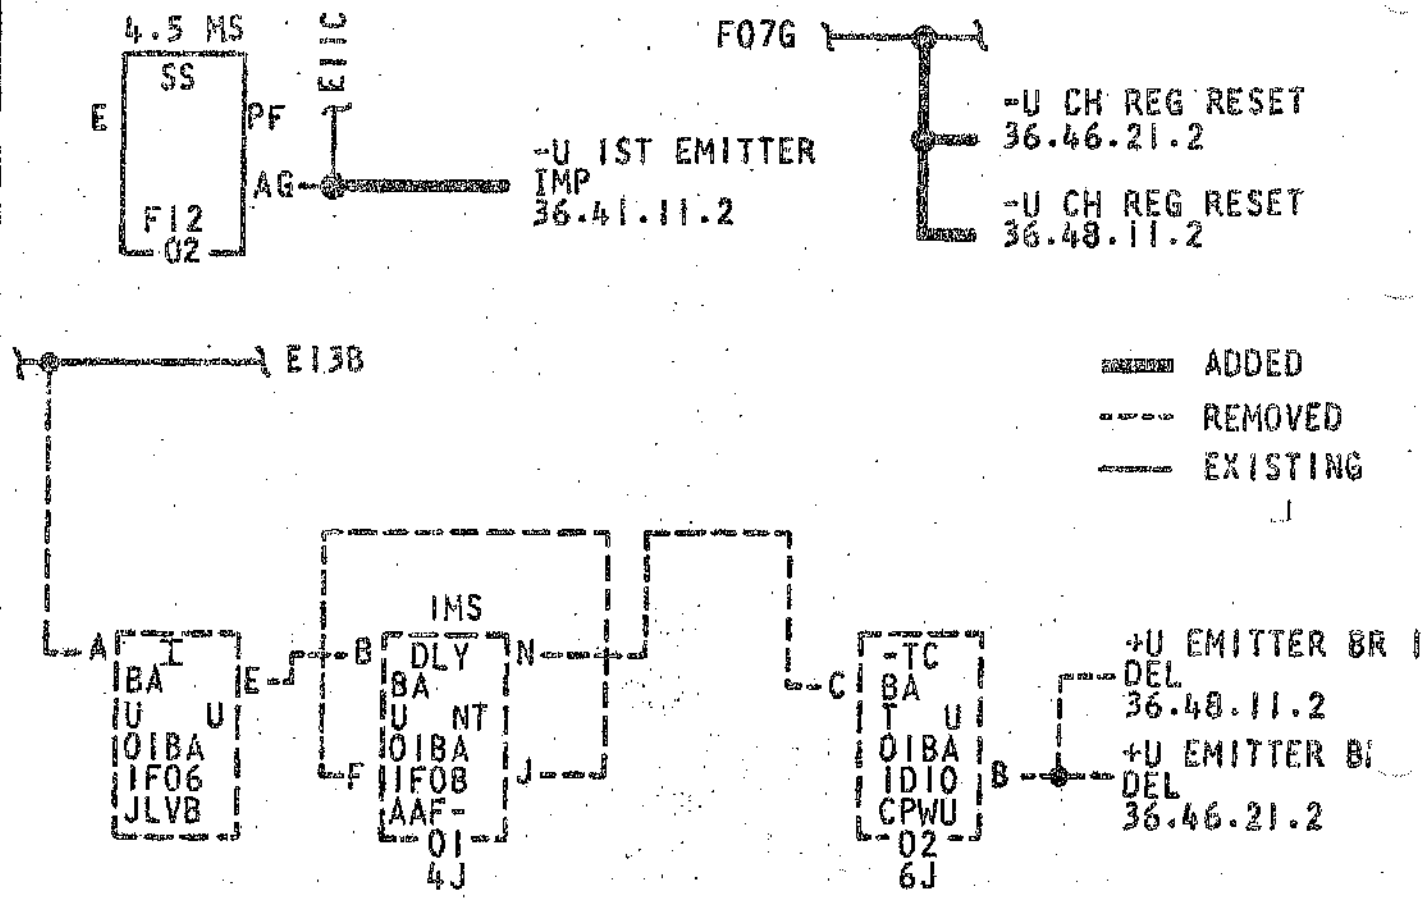 4.5 MS
SS
E
PF
AG
F12
02
E11C
-U 1ST EMITTER
IMP
36.41.11.2
F07G
-U CH REG RESET
36.46.21.2
-U CH REG RESET
36.48.11.2
E13B
ADDED
REMOVED
EXISTING
A
I
BA
E
U U
01BA
1F06
JLVB
1MS
B
DLY
N
BA
U NT
01BA
F
1F08
J
AAF-
01
4J
-TC
C
BA
T U
01BA
1D10
B
CPWU
02
6J
+U EMITTER BR 1
DEL
36.48.11.2
+U EMITTER
DEL
36.46.21.2